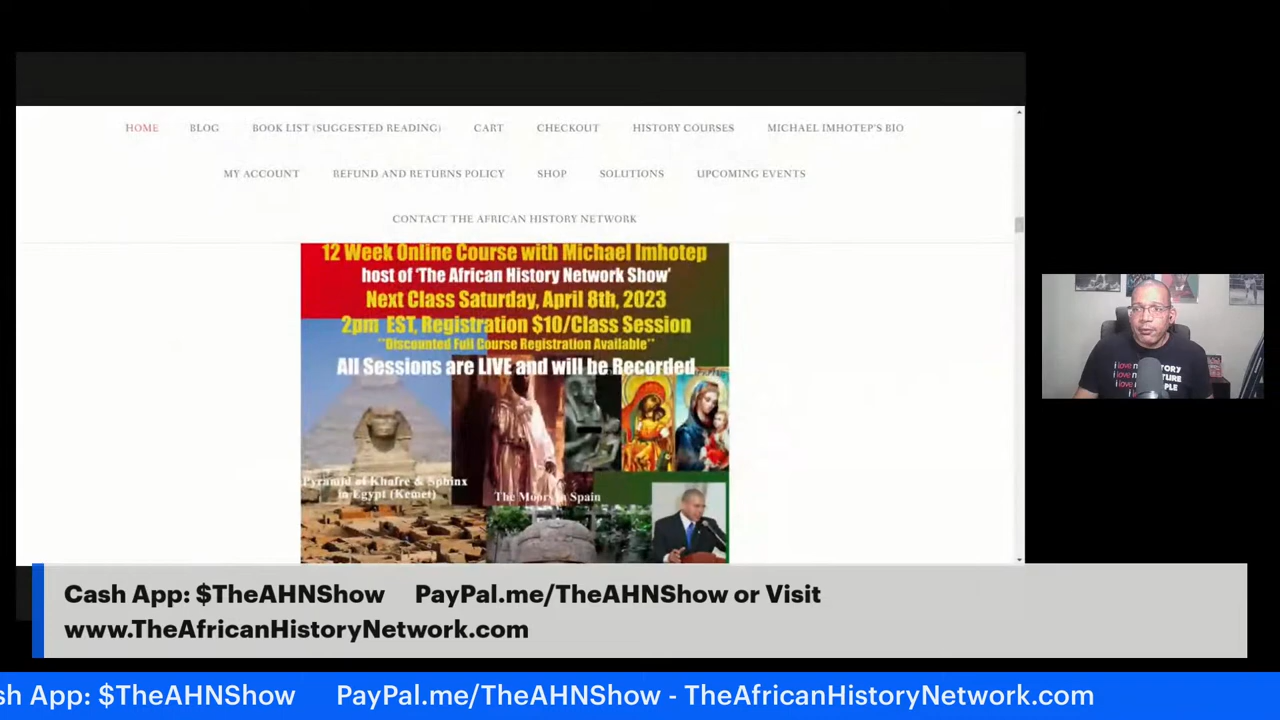 HOME BLOG BOOK LIST (SUGGESTED READING) CART CHECKOUT HISTORY COURSES MICHAEL IMHOTEP'S BIO
MY ACCOUNT REFUND AND RETURNS POLICY SHOP SOLUTIONS UPCOMING EVENTS
CONTACT THE AFRICAN HISTORY NETWORK
12 Week Online Course with Michael Imhotep
host of 'The African History Network Show'
Next Class Saturday, April 8th, 2023
2pm EST, Registration $10/Class Session
**Discounted Full Course Registration Available**
All Sessions are LIVE and will be Recorded
Pyramid of Khafre & Sphinx
in Egypt (Kemet)
The Moors in Spain
i love
i love
i love
Cash App: $TheAHNShow PayPal.me/TheAHNShow or Visit
www.TheAfricanHistoryNetwork.com
sh App: $TheAHNShow PayPal.me/TheAHNShow - TheAfricanHistoryNetwork.com